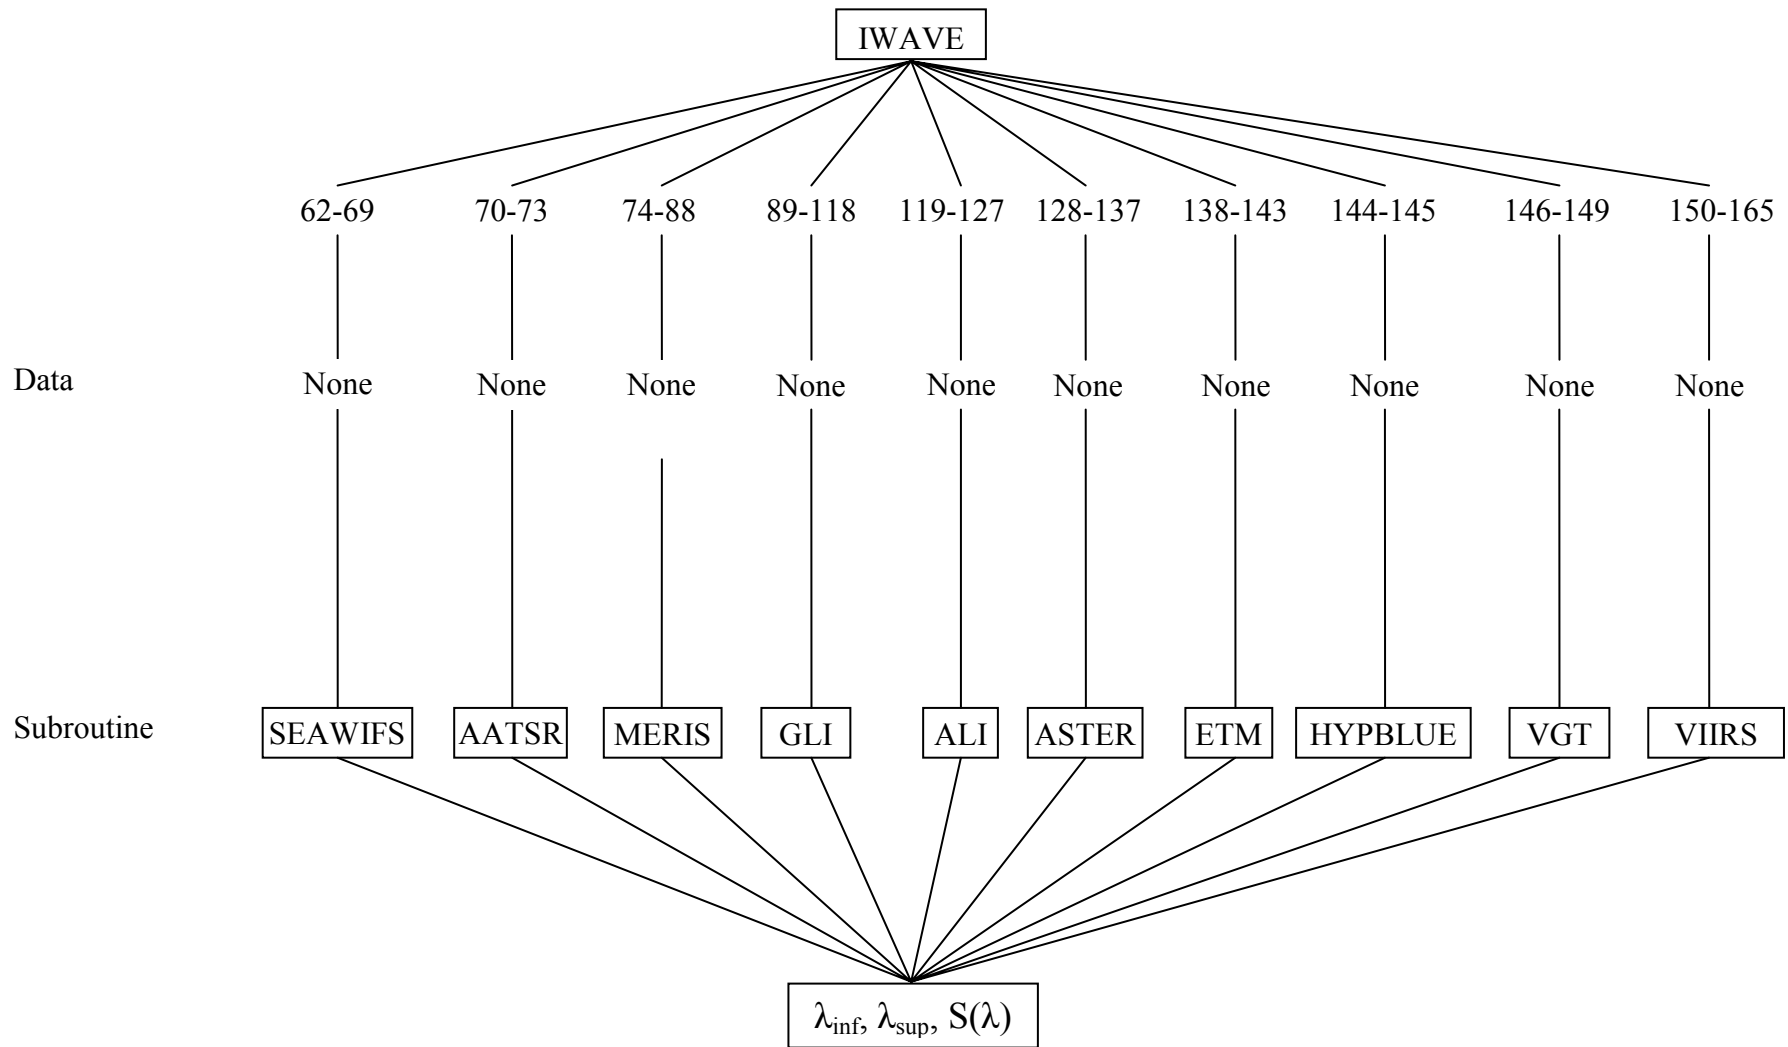 IWAVE
62-69 70-73 74-88 89-118 119-127 128-137 138-143 144-145 146-149 150-165
Data None None None None None None None None None None
Subroutine SEAWIFS AATSR MERIS GLI ALI ASTER ETM HYPBLUE VGT VIIRS
λinf, λsup, S(λ)